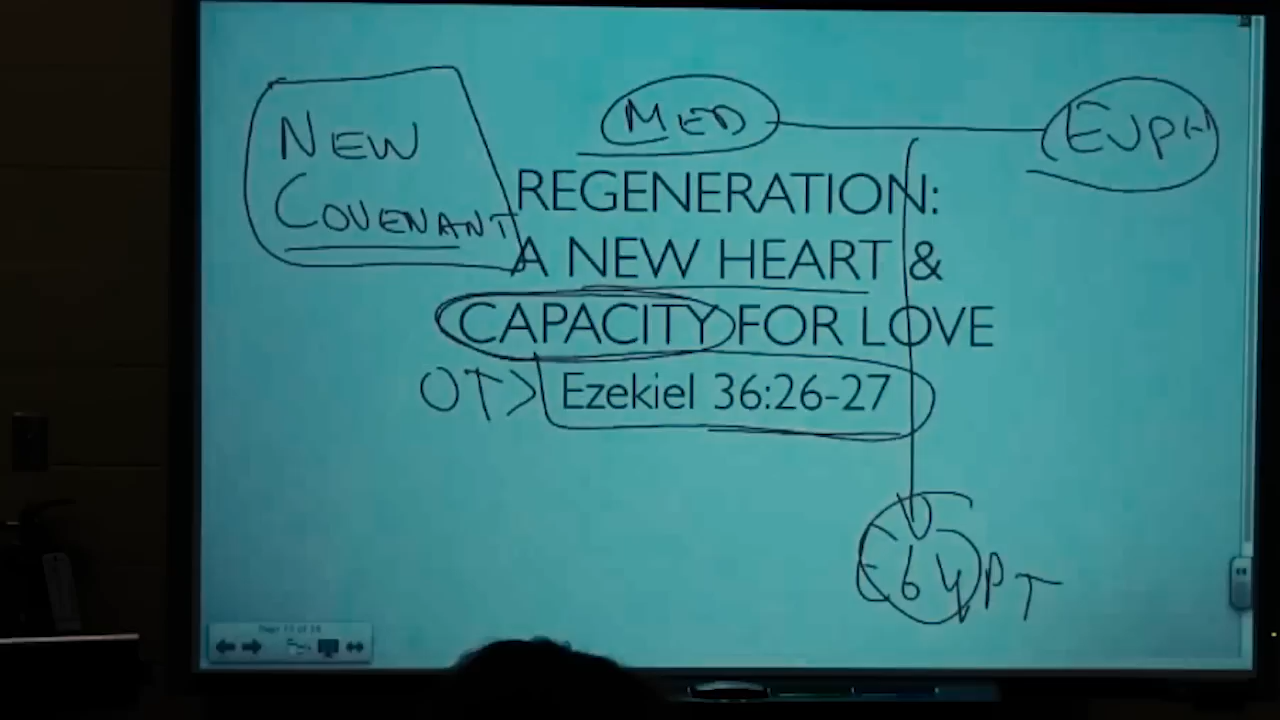 NEW
COVENANT
MED
EUPH
REGENERATION:
A NEW HEART &
CAPACITY FOR LOVE
OT> Ezekiel 36:26-27
EGYPT